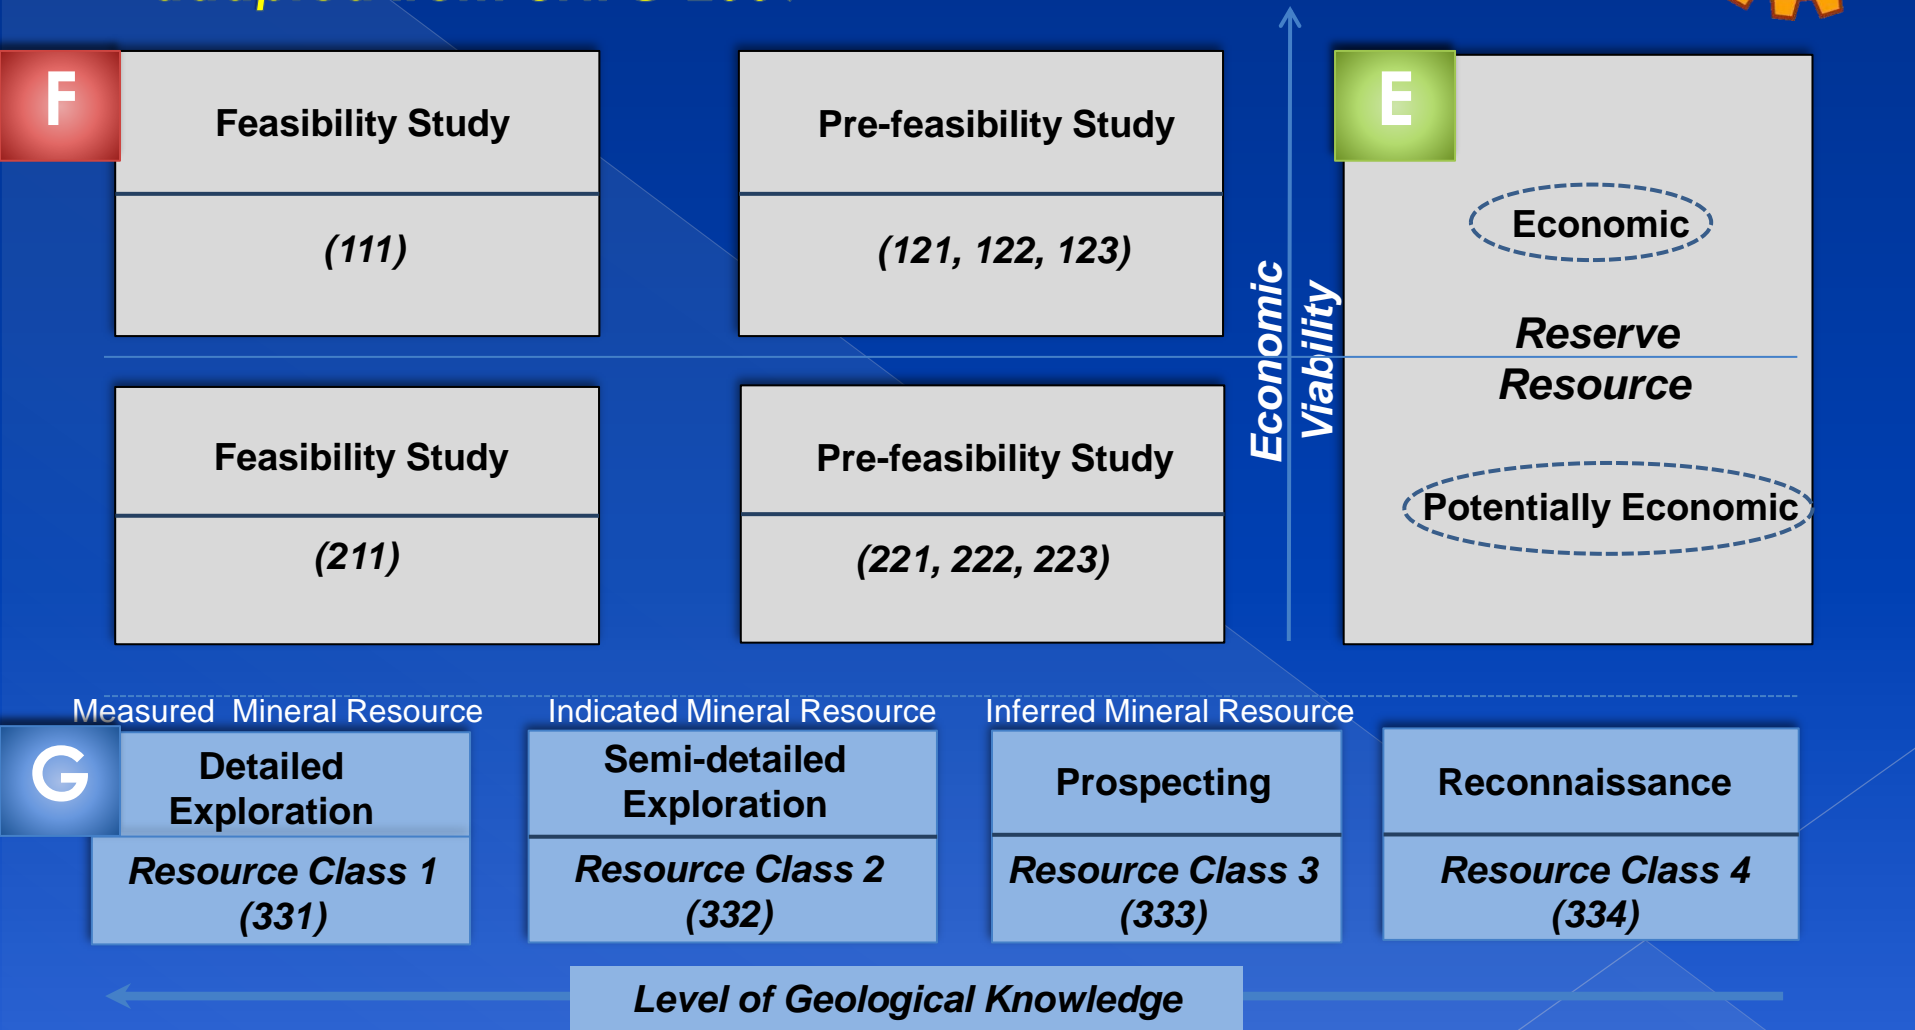 F
Feasibility Study
(111)
Pre-feasibility Study
(121, 122, 123)
E
Economic
Reserve
Resource
Potentially Economic
Economic
Viability
Feasibility Study
(211)
Pre-feasibility Study
(221, 222, 223)
Measured Mineral Resource
Indicated Mineral Resource
Inferred Mineral Resource
G
Detailed
Exploration
Resource Class 1
(331)
Semi-detailed
Exploration
Resource Class 2
(332)
Prospecting
Resource Class 3
(333)
Reconnaissance
Resource Class 4
(334)
Level of Geological Knowledge